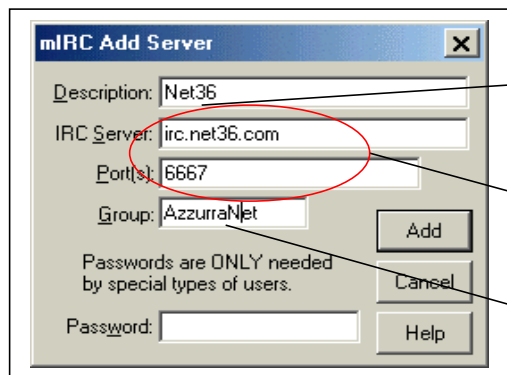 mIRC Add Server
Description: Net36
IRC Server: irc.net36.com
Port(s): 6667
Group: AzzurraNet
Add
Passwords are ONLY needed
by special types of users.
Cancel
Password:
Help